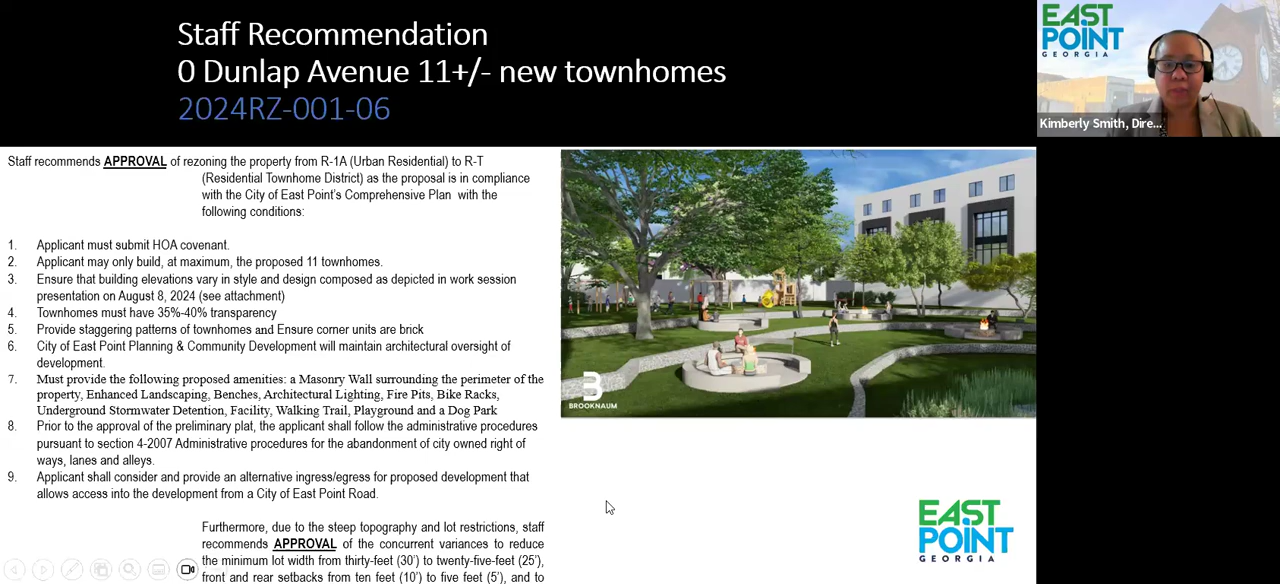 Staff Recommendation
0 Dunlap Avenue 11+/- new townhomes
2024RZ-001-06
EAST
POINT
GEORGIA
Kimberly Smith, Dire...
Staff recommends APPROVAL of rezoning the property from R-1A (Urban Residential) to R-T
(Residential Townhome District) as the proposal is in compliance
with the City of East Point's Comprehensive Plan with the
following conditions:
1. Applicant must submit HOA covenant.
2. Applicant may only build, at maximum, the proposed 11 townhomes.
3. Ensure that building elevations vary in style and design composed as depicted in work session
presentation on August 8, 2024 (see attachment)
4. Townhomes must have 35%-40% transparency
5. Provide staggering patterns of townhomes and Ensure corner units are brick
6. City of East Point Planning & Community Development will maintain architectural oversight of
development.
7. Must provide the following proposed amenities: a Masonry Wall surrounding the perimeter of the
property, Enhanced Landscaping, Benches, Architectural Lighting, Fire Pits, Bike Racks,
Underground Stormwater Detention, Facility, Walking Trail, Playground and a Dog Park
8. Prior to the approval of the preliminary plat, the applicant shall follow the administrative procedures
pursuant to section 4-2007 Administrative procedures for the abandonment of city owned right of
ways, lanes and alleys.
9. Applicant shall consider and provide an alternative ingress/egress for proposed development that
allows access into the development from a City of East Point Road.
Furthermore, due to the steep topography and lot restrictions, staff
recommends APPROVAL of the concurrent variances to reduce
the minimum lot width from thirty-feet (30') to twenty-five-feet (25'),
front and rear setbacks from ten feet (10') to five feet (5'), and to
B
BROOKNAUM
EAST
POINT
GEORGIA